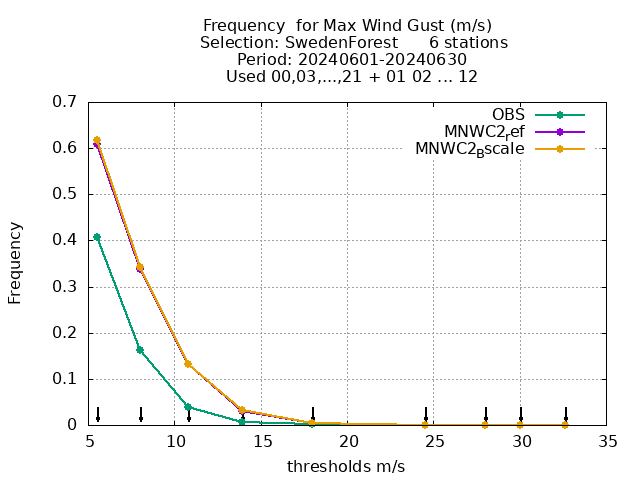 Frequency  for Max Wind Gust (m/s)
Selection: SwedenForest      6 stations
Period: 20240601-20240630
Used 00,03,...,21 + 01 02 ... 12
OBS
MNWC2ref
MNWC2Bscale
0.7
0.6
0.5
0.4
0.3
0.2
0.1
0
Frequency
5 10 15 20 25 30 35
thresholds m/s